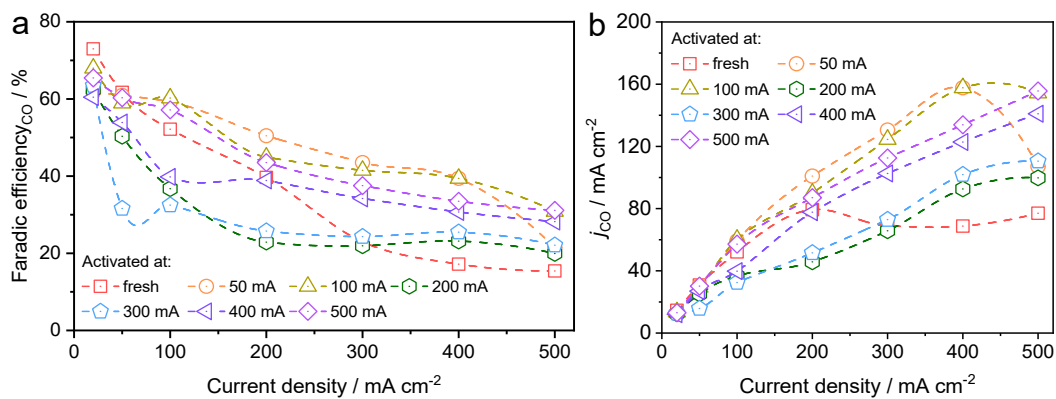 a
80
60
40
20
0
Faradic efficiencyCO / %
Activated at:
fresh
50 mA
100 mA
200 mA
300 mA
400 mA
500 mA
0
100
200
300
400
500
Current density / mA cm-2
b
200
160
120
80
40
0
jCO / mA cm-2
Activated at:
fresh
50 mA
100 mA
200 mA
300 mA
400 mA
500 mA
0
100
200
300
400
500
Current density / mA cm-2